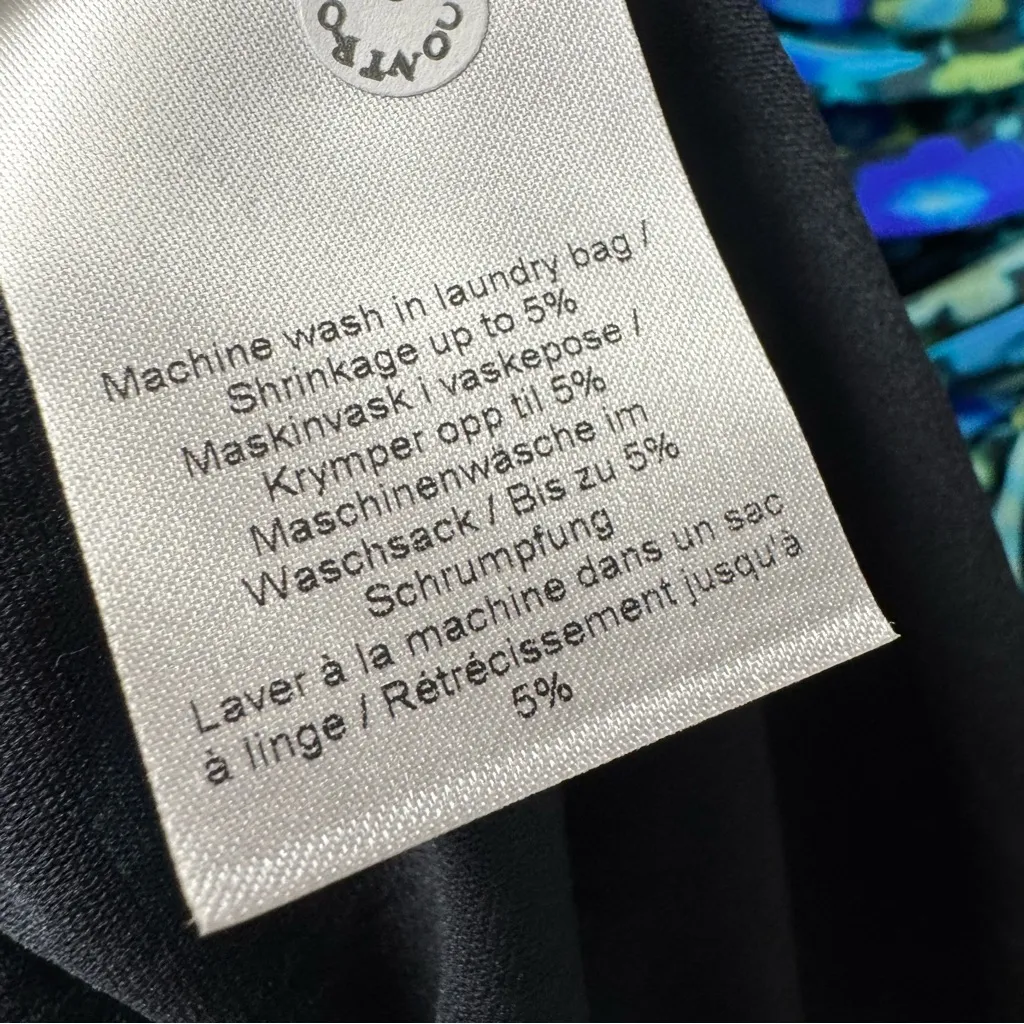 CONTRO
Machine wash in laundry bag /
Shrinkage up to 5%
Maskinvask i vaskepose /
Krymper opp til 5%
Maschinenwäsche im
Waschsack / Bis zu 5%
Schrumpfung
Laver à la machine dans un sac
à linge / Rétrécissement jusqu'à
5%